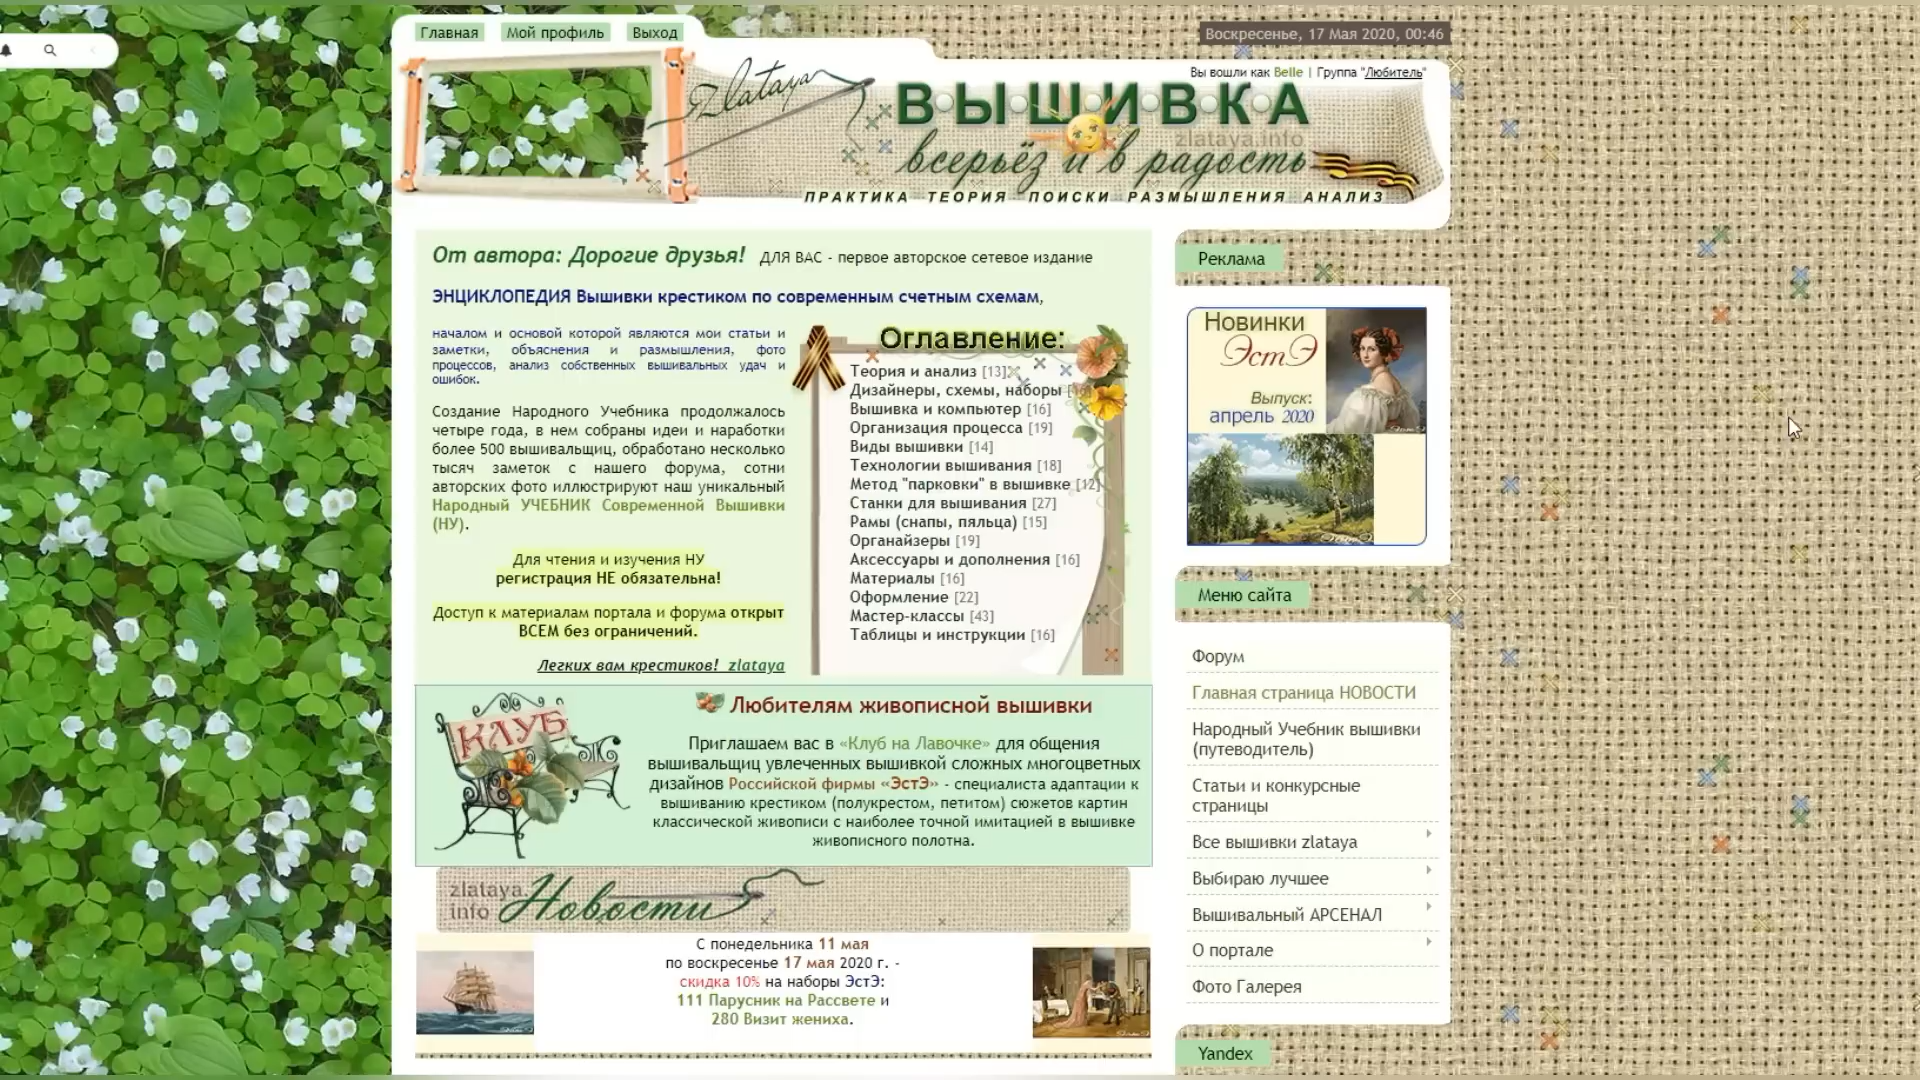 Главная Мой профиль Выход
Воскресенье, 17 Мая 2020, 00:46
Вы вошли как Belle | Группа "Любитель"
Zlataya
В·Ы·Ш·И·В·К·А
zlataya.info
всерьёз и в радость
ПРАКТИКА ТЕОРИЯ ПОИСКИ РАЗМЫШЛЕНИЯ АНАЛИЗ
От автора: Дорогие друзья! ДЛЯ ВАС - первое авторское сетевое издание
ЭНЦИКЛОПЕДИЯ Вышивки крестиком по современным счетным схемам,
началом и основой которой являются мои статьи и
заметки, объяснения и размышления, фото
процессов, анализ собственных вышивальных удач и
ошибок.
Создание Народного Учебника продолжалось
четыре года, в нем собраны идеи и наработки
более 500 вышивальщиц, обработано несколько
тысяч заметок с нашего форума, сотни
авторских фото иллюстрируют наш уникальный
Народный УЧЕБНИК Современной Вышивки
(НУ).
Для чтения и изучения НУ
регистрация НЕ обязательна!
Доступ к материалам портала и форума открыт
ВСЕМ без ограничений.
Легких вам крестиков! zlataya
Оглавление:
Теория и анализ [13]
Дизайнеры, схемы, наборы
Вышивка и компьютер [16]
Организация процесса [19]
Виды вышивки [14]
Технологии вышивания [18]
Метод "парковки" в вышивке [12]
Станки для вышивания [27]
Рамы (снапы, пяльца) [15]
Органайзеры [19]
Аксессуары и дополнения [16]
Материалы [16]
Оформление [22]
Мастер-классы [43]
Таблицы и инструкции [16]
КЛУБ
Любителям живописной вышивки
Приглашаем вас в «Клуб на Лавочке» для общения
вышивальщиц увлеченных вышивкой сложных многоцветных
дизайнов Российской фирмы «ЭстЭ» - специалиста адаптации к
вышиванию крестиком (полукрестом, петитом) сюжетов картин
классической живописи с наиболее точной имитацией в вышивке
живописного полотна.
zlataya.
info Новости
С понедельника 11 мая
по воскресенье 17 мая 2020 г. -
скидка 10% на наборы ЭстЭ:
111 Парусник на Рассвете и
280 Визит жениха.
Реклама
Новинки
ЭстЭ
Выпуск:
апрель 2020
Меню сайта
Форум
Главная страница НОВОСТИ
Народный Учебник вышивки
(путеводитель)
Статьи и конкурсные
страницы
Все вышивки zlataya
Выбираю лучшее
Вышивальный АРСЕНАЛ
О портале
Фото Галерея
Yandex